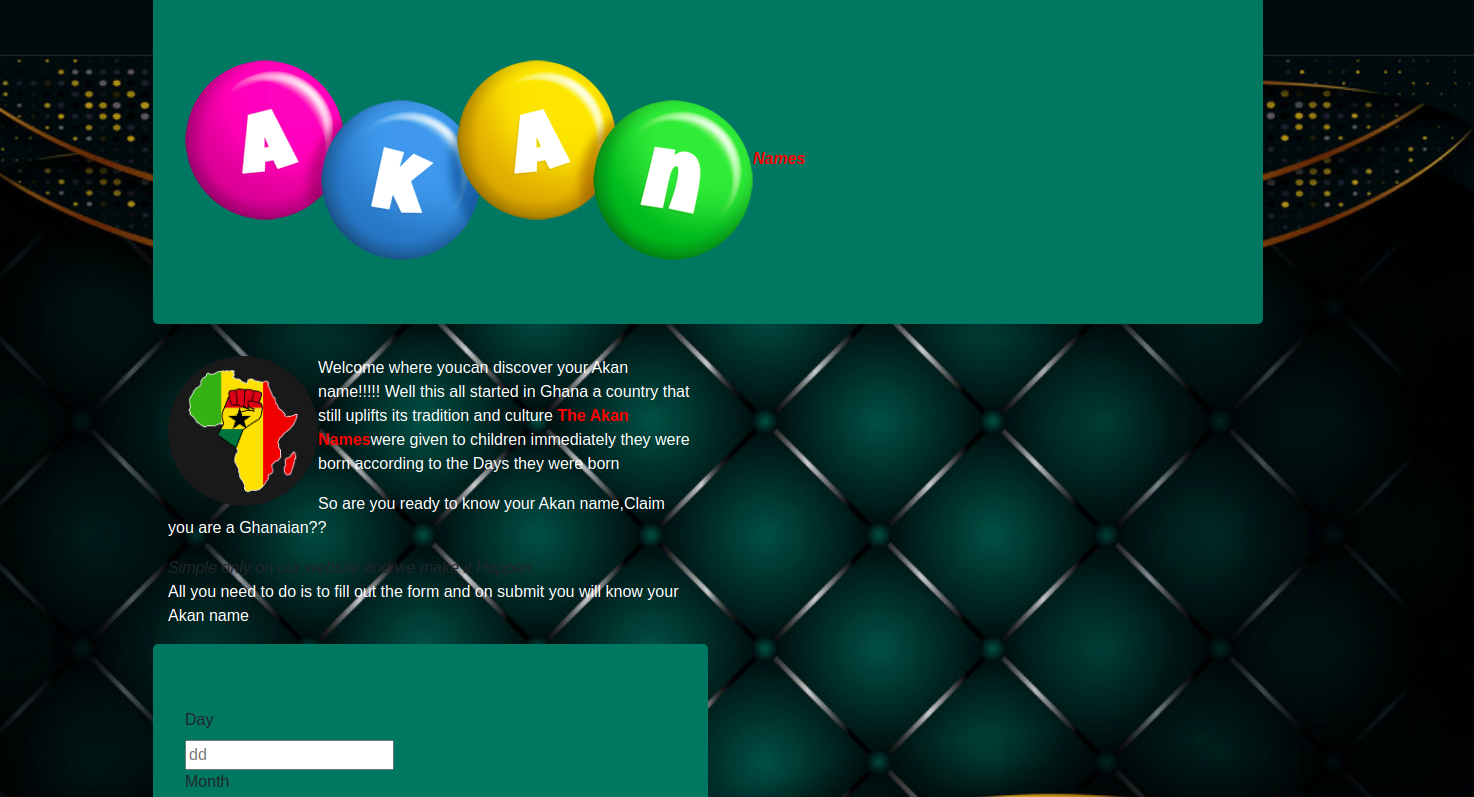 AKAn Names
Welcome where youcan discover your Akan
name!!!!! Well this all started in Ghana a country that
still uplifts its tradition and culture The Akan
Nameswere given to children immediately they were
born according to the Days they were born
So are you ready to know your Akan name,Claim
you are a Ghanaian??
Simple only on our website and we make it Happen
All you need to do is to fill out the form and on submit you will know your
Akan name
Day
dd
Month